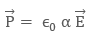 P⃗ = ϵ₀ α E⃗